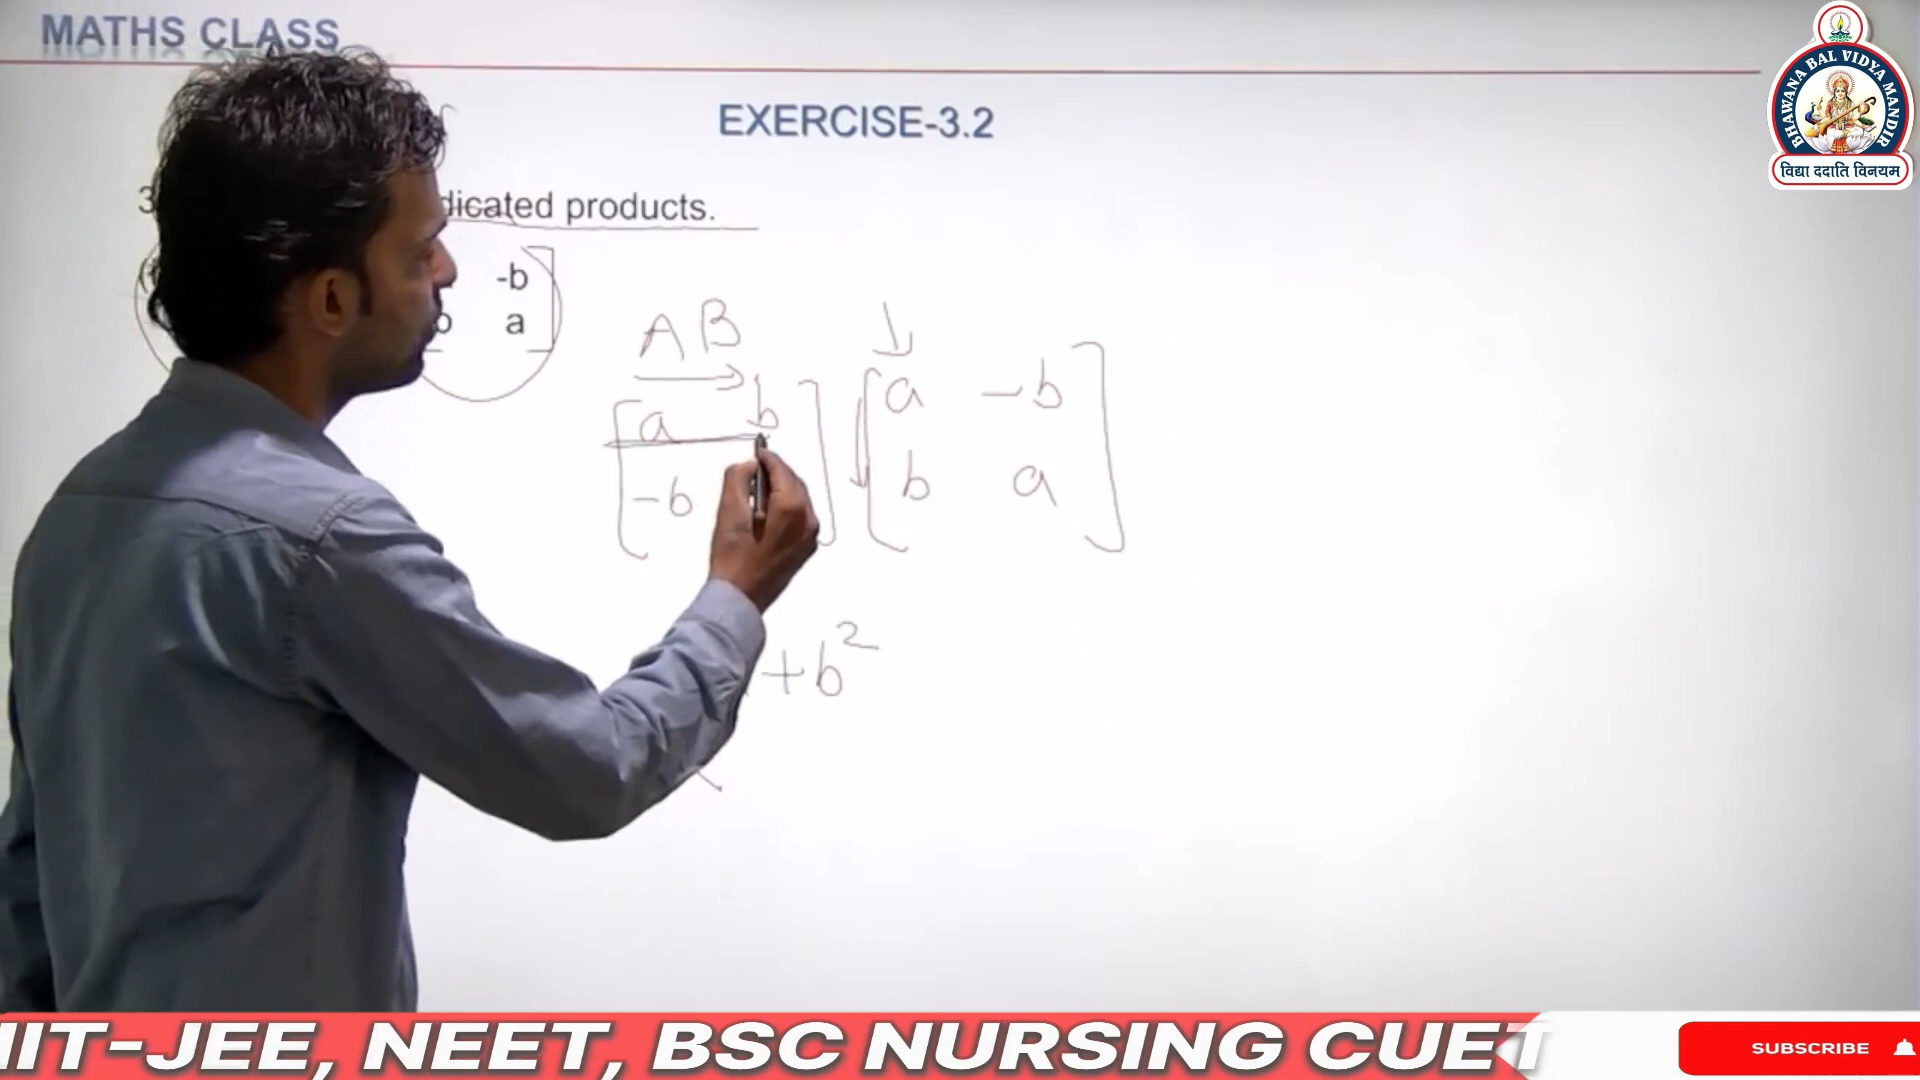 MATHS CLASS
BHAWANA BAL VIDYA MANDIR
विद्या ददाति विनयम
EXERCISE-3.2
3 dicated products.
-b
b a
A B
a b
-b
a -b
b a
+b²
IIT-JEE, NEET, BSC NURSING CUET
SUBSCRIBE